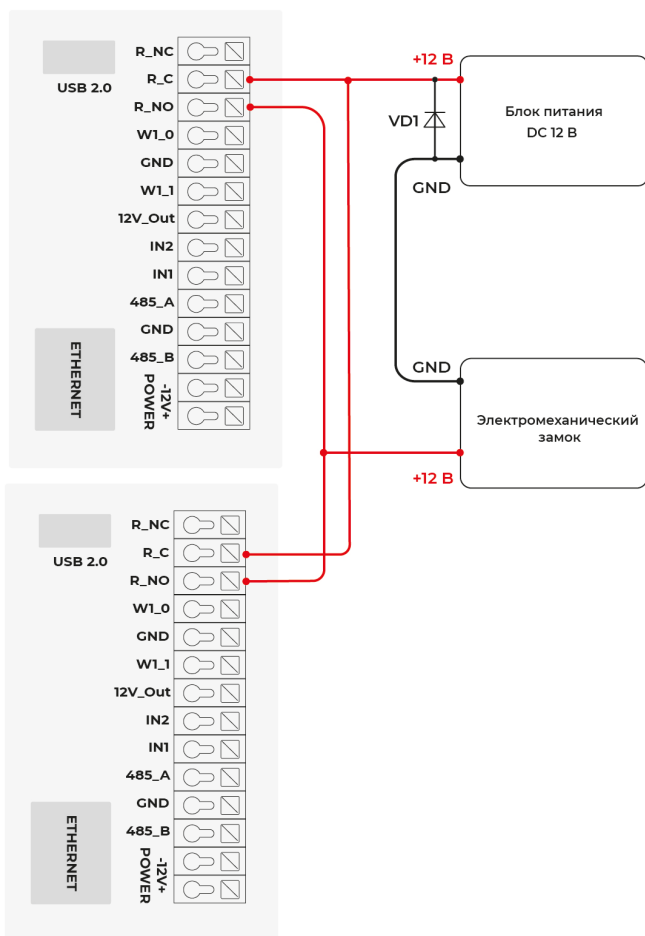 R_NC
USB 2.0
R_C
R_NO
W1_0
GND
W1_1
12V_Out
IN2
IN1
485_A
GND
485_B
-12V+
POWER
ETHERNET
+12 В
VD1
Блок питания
DC 12 В
GND
GND
Электромеханический
замок
+12 В
R_NC
USB 2.0
R_C
R_NO
W1_0
GND
W1_1
12V_Out
IN2
IN1
485_A
GND
485_B
-12V+
POWER
ETHERNET